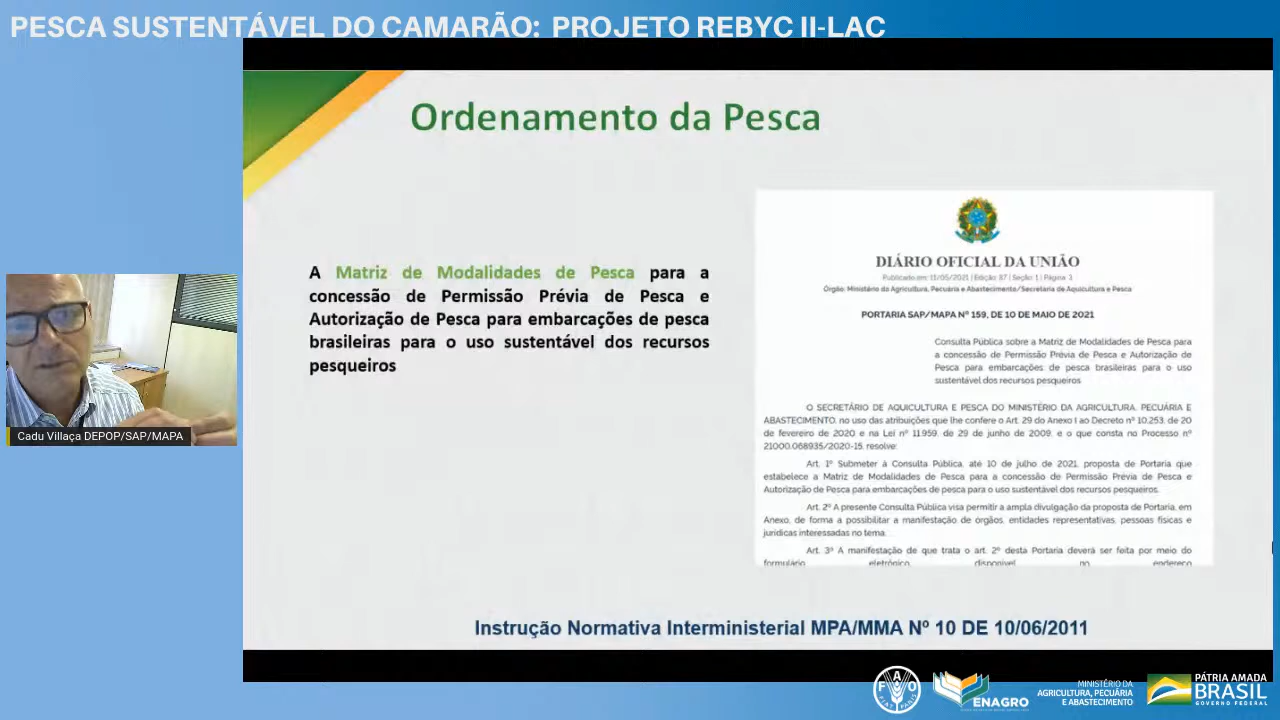 PESCA SUSTENTÁVEL DO CAMARÃO: PROJETO REBYC II-LAC
Ordenamento da Pesca
A Matriz de Modalidades de Pesca para a
concessão de Permissão Prévia de Pesca e
Autorização de Pesca para embarcações de pesca
brasileiras para o uso sustentável dos recursos
pesqueiros
DIÁRIO OFICIAL DA UNIÃO
Publicado em: 11/05/2021 | Edição: 87 | Seção: 1 | Página: 3
Órgão: Ministério da Agricultura, Pecuária e Abastecimento/Secretaria de Aquicultura e Pesca
PORTARIA SAP/MAPA Nº 159, DE 10 DE MAIO DE 2021
Consulta Pública sobre a Matriz de Modalidades de Pesca para
a concessão de Permissão Prévia de Pesca e Autorização de
Pesca para embarcações de pesca brasileiras para o uso
sustentável dos recursos pesqueiros
O SECRETÁRIO DE AQUICULTURA E PESCA DO MINISTÉRIO DA AGRICULTURA, PECUÁRIA E
ABASTECIMENTO, no uso das atribuições que lhe confere o Art. 29 do Anexo I ao Decreto nº 10.253, de 20
de fevereiro de 2020 e na Lei nº 11.959, de 29 de junho de 2009, e o que consta no Processo nº
21000.068935/2020-15, resolve:
Art. 1º Submeter à Consulta Pública, até 10 de julho de 2021, proposta de Portaria que
estabelece a Matriz de Modalidades de Pesca para a concessão de Permissão Prévia de Pesca e
Autorização de Pesca para embarcações de pesca para o uso sustentável dos recursos pesqueiros.
Art. 2º A presente Consulta Pública visa permitir a ampla divulgação da proposta de Portaria, em
Anexo, de forma a possibilitar a manifestação de órgãos, entidades representativas, pessoas físicas e
jurídicas interessadas no tema.
Art. 3º A manifestação de que trata o art. 2º desta Portaria deverá ser feita por meio do
formulário eletrônico, disponível no endereço
Cadu Villaça DEPOP/SAP/MAPA
Instrução Normativa Interministerial MPA/MMA Nº 10 DE 10/06/2011
FAO
FIAT PANIS
ENAGRO
MINISTÉRIO DA
AGRICULTURA, PECUÁRIA
E ABASTECIMENTO
PÁTRIA AMADA
BRASIL
GOVERNO FEDERAL